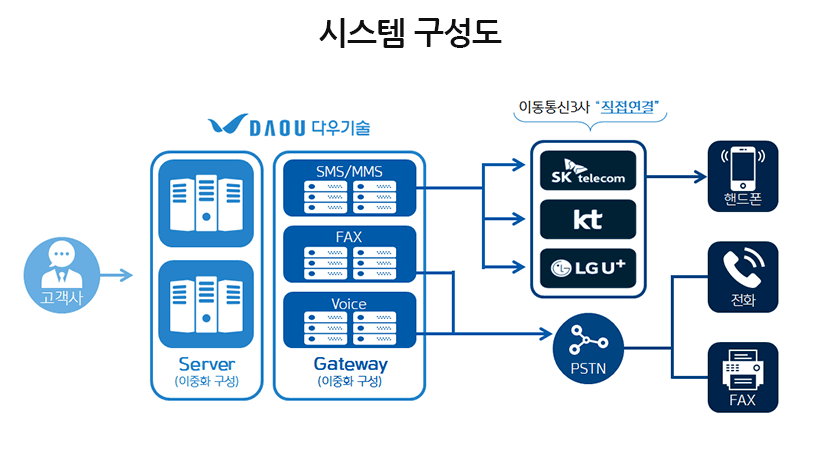 시스템 구성도
이동통신3사 "직접연결"
DAOU 다우기술
SMS/MMS
SK telecom
핸드폰
kt
FAX
LG U+
고객사
전화
Voice
Server
(이중화 구성)
Gateway
(이중화 구성)
PSTN
FAX